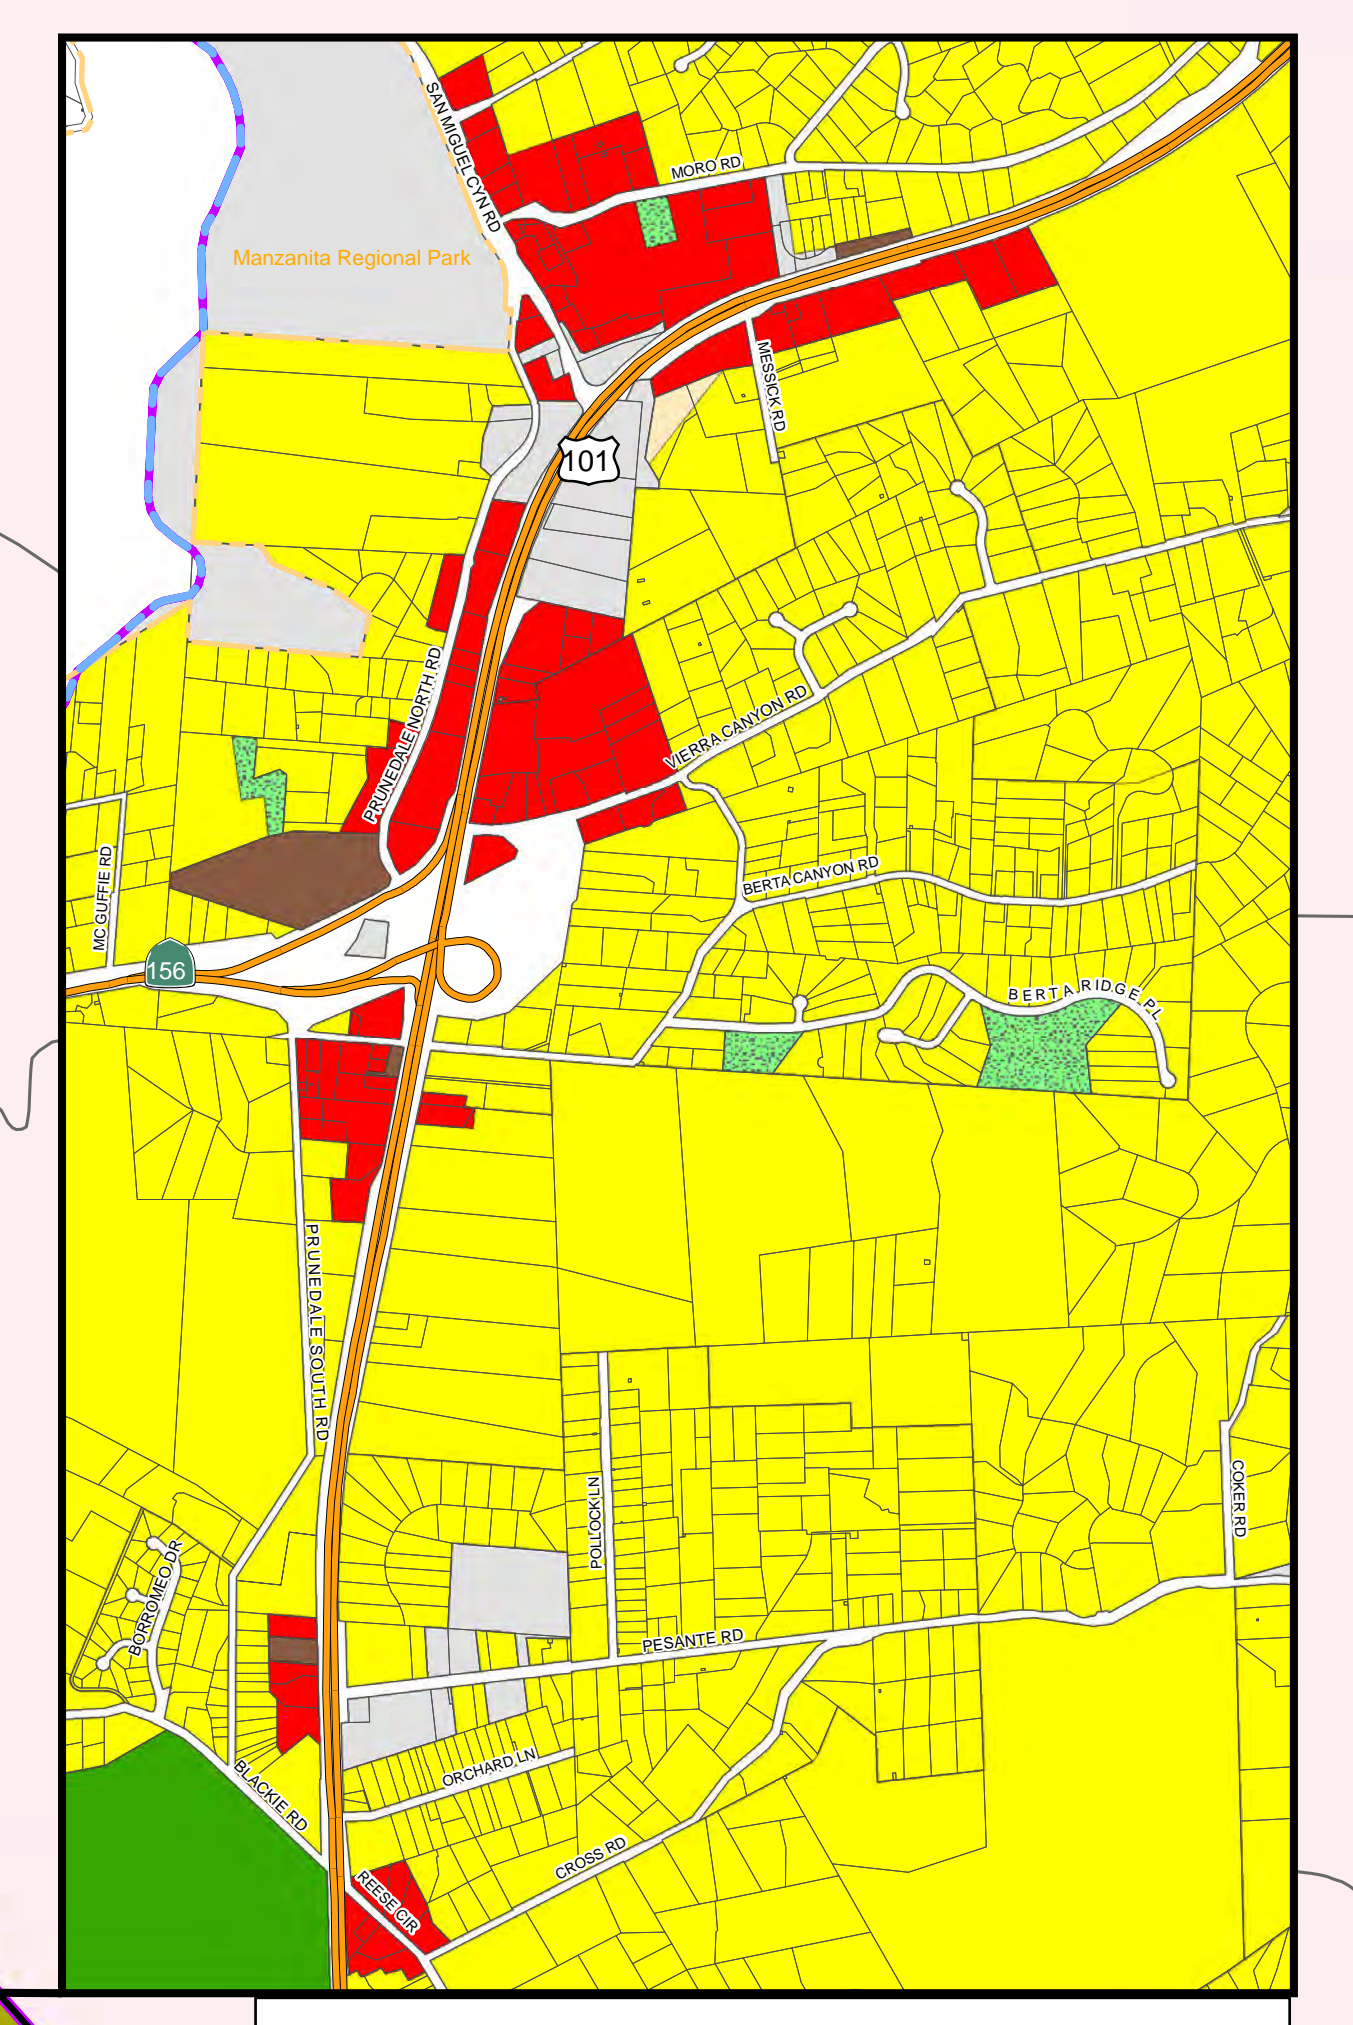 SAN MIGUEL CYN RD
MORO RD
Manzanita Regional Park
MESSICK RD
101
PRUNEDALE NORTH RD
VIERRA CANYON RD
MC GUFFIE RD
BERTA CANYON RD
156
BERTA RIDGE PL
PRUNEDALE SOUTH RD
POLLOCK LN
COKER RD
BORROMEO DR
PESANTE RD
ORCHARD LN
BLACKIE RD
CROSS RD
REESE CIR